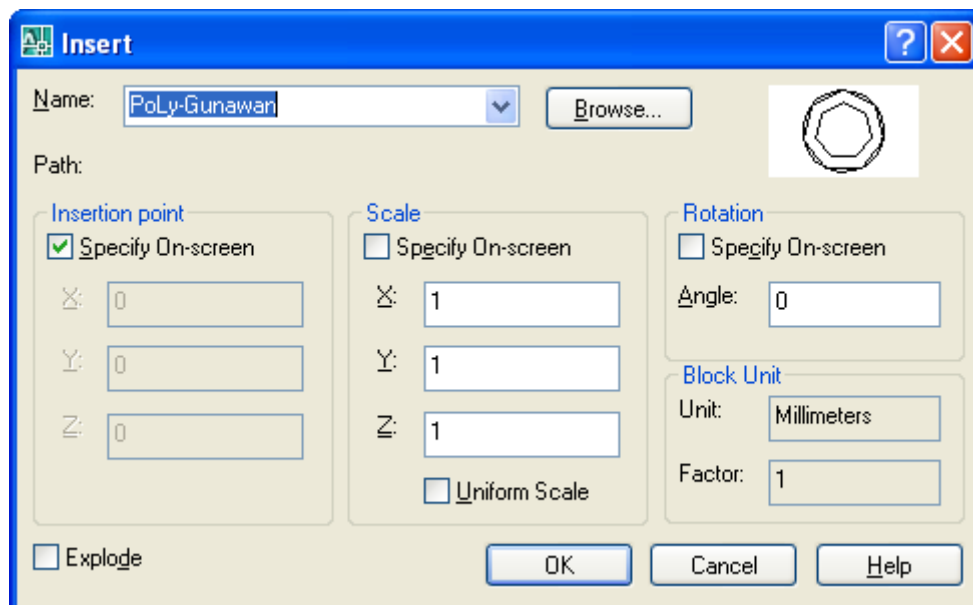 Insert
Name: PoLy-Gunawan Browse...
Path:
Insertion point
Specify On-screen
X: 0
Y: 0
Z: 0
Scale
Specify On-screen
X: 1
Y: 1
Z: 1
Uniform Scale
Rotation
Specify On-screen
Angle: 0
Block Unit
Unit: Millimeters
Factor: 1
Explode
OK Cancel Help